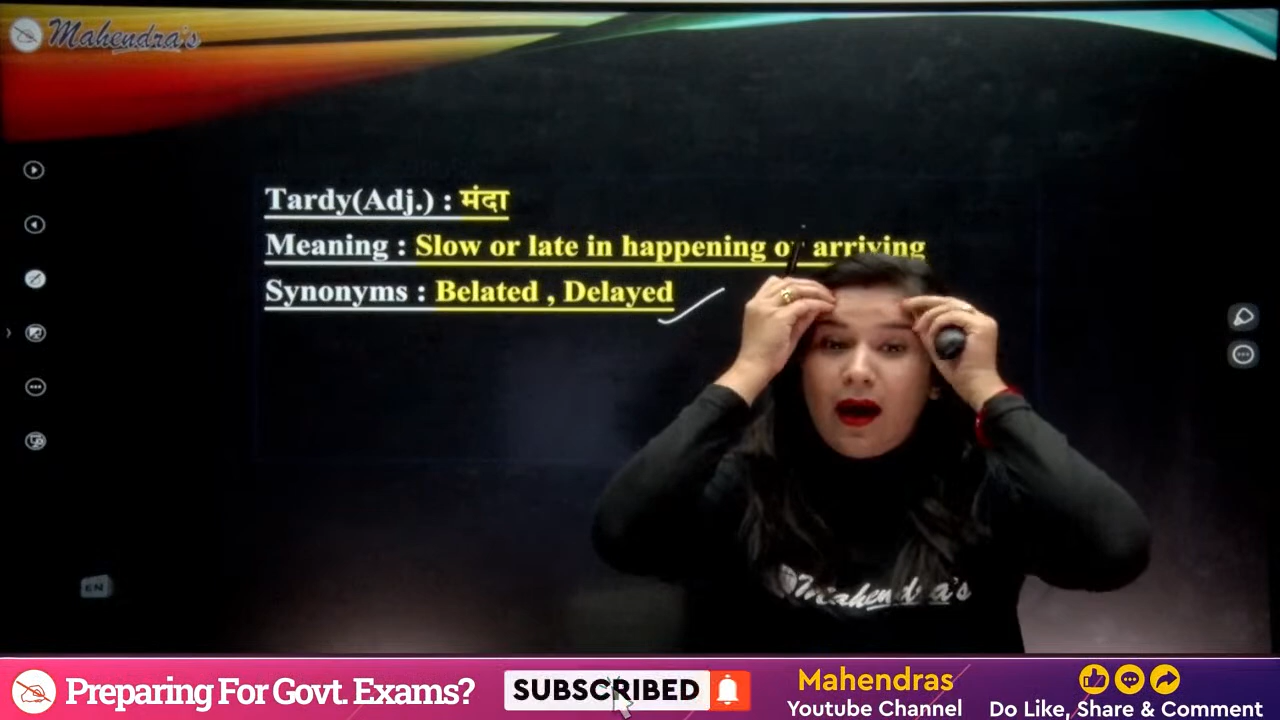 Mahendra's
Tardy(Adj.) : मंदा
Meaning : Slow or late in happening or arriving
Synonyms : Belated , Delayed
EN
Mahendra's
Preparing For Govt. Exams?
SUBSCRIBED
Mahendras
Youtube Channel
Do Like, Share & Comment